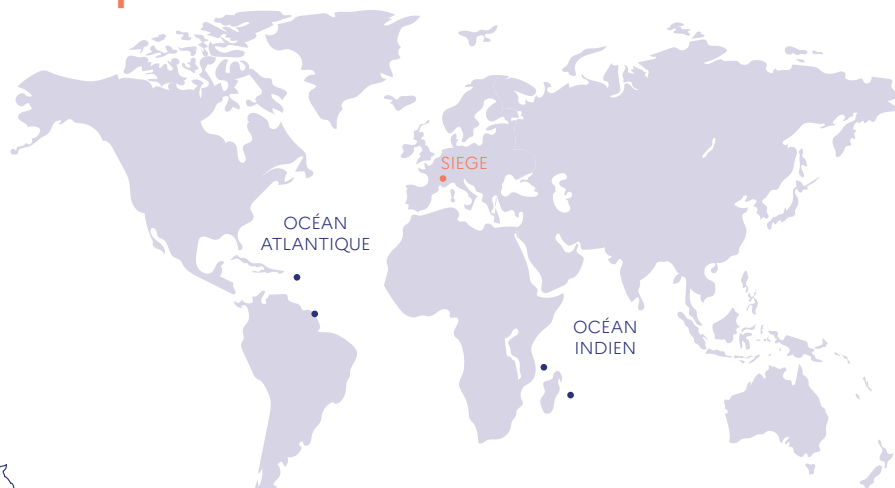 SIEGE
OCÉAN
ATLANTIQUE
OCÉAN
INDIEN